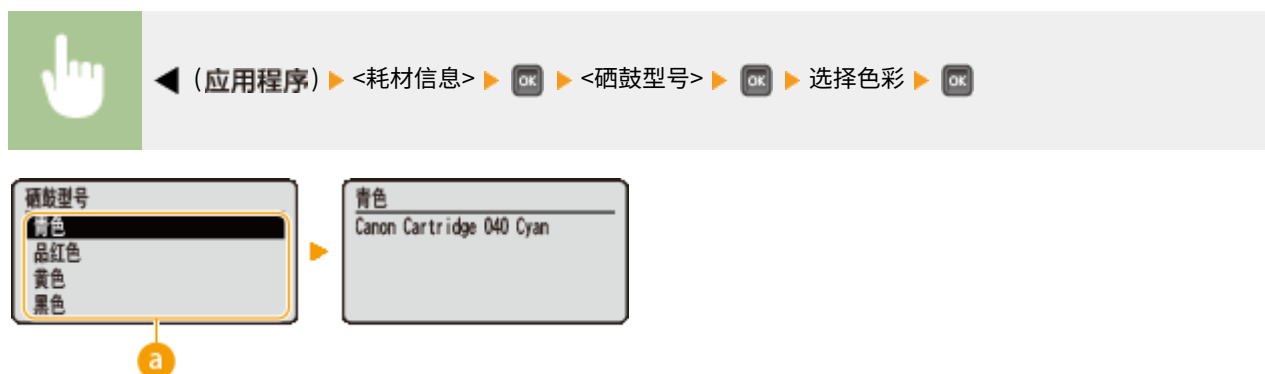 (应用程序) <耗材信息> OK <硒鼓型号> OK 选择色彩 OK
硒鼓型号
青色
品红色
黄色
黑色
青色
Canon Cartridge 040 Cyan
a